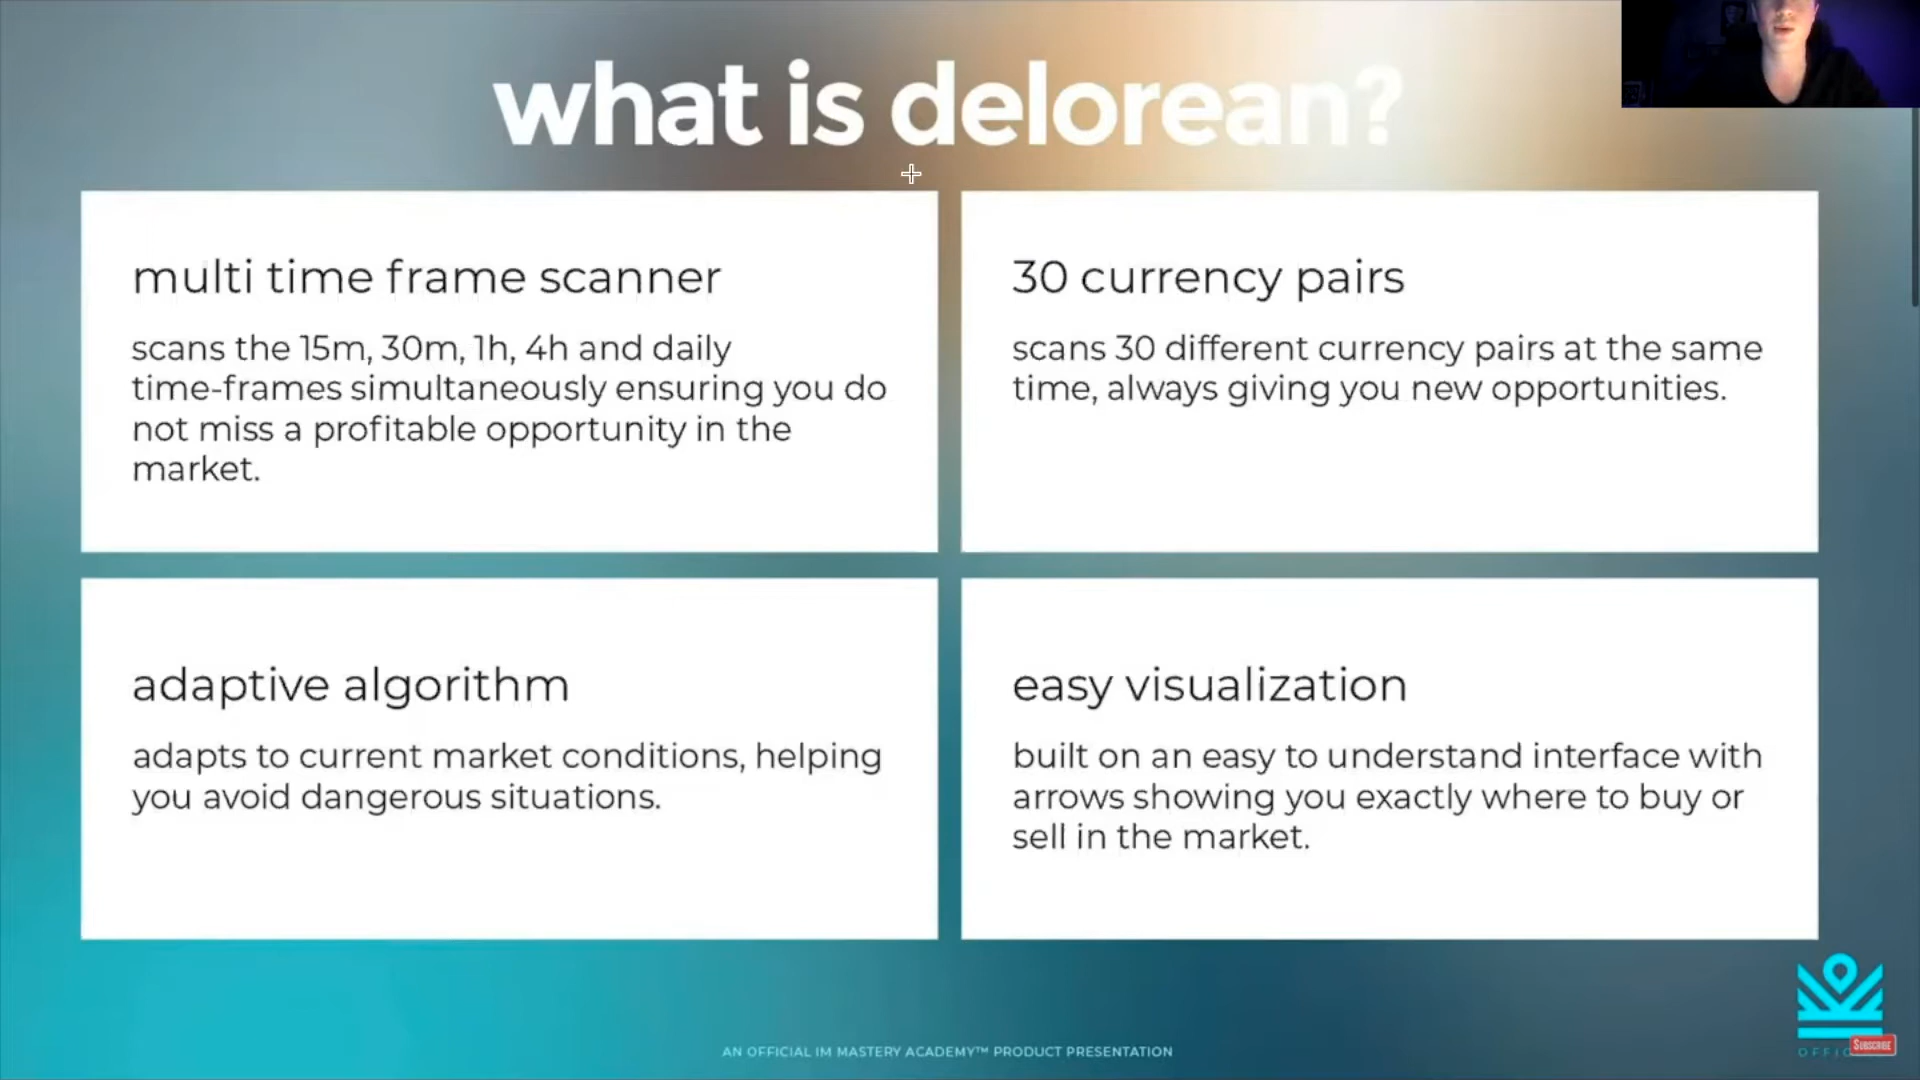 what is delorean?
multi time frame scanner
scans the 15m, 30m, 1h, 4h and daily
time-frames simultaneously ensuring you do
not miss a profitable opportunity in the
market.
30 currency pairs
scans 30 different currency pairs at the same
time, always giving you new opportunities.
adaptive algorithm
adapts to current market conditions, helping
you avoid dangerous situations.
easy visualization
built on an easy to understand interface with
arrows showing you exactly where to buy or
sell in the market.
AN OFFICIAL IM MASTERY ACADEMY™ PRODUCT PRESENTATION
SUBSCRIBE